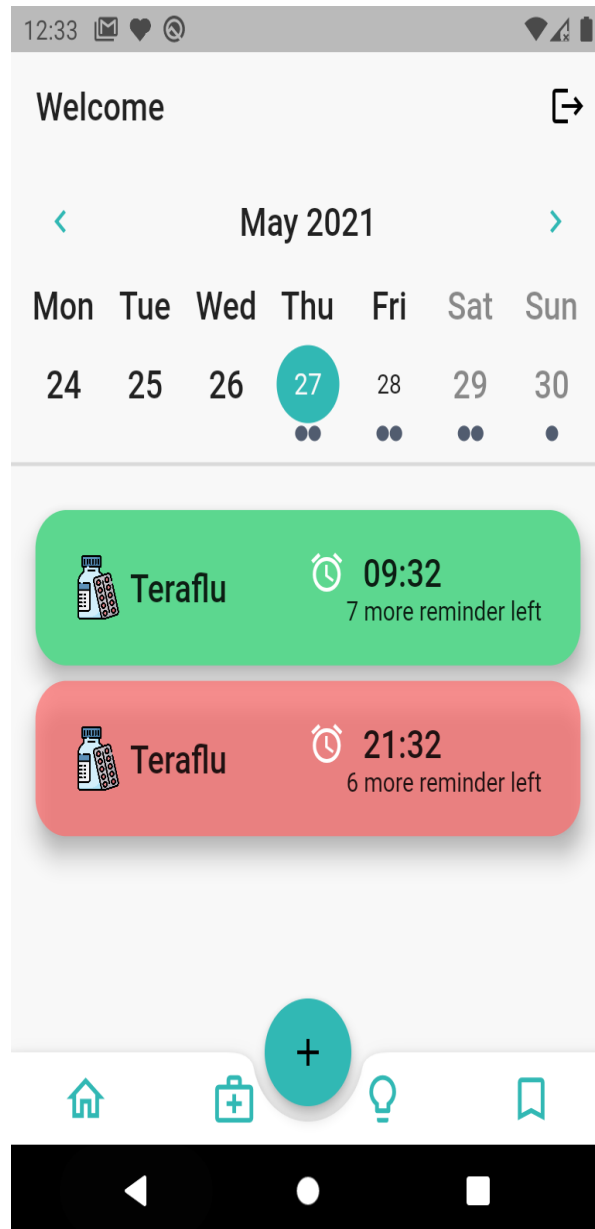 12:33
Welcome
May 2021
Mon Tue Wed Thu Fri Sat Sun
24 25 26 27 28 29 30
Teraflu 09:32
7 more reminder left
Teraflu 21:32
6 more reminder left